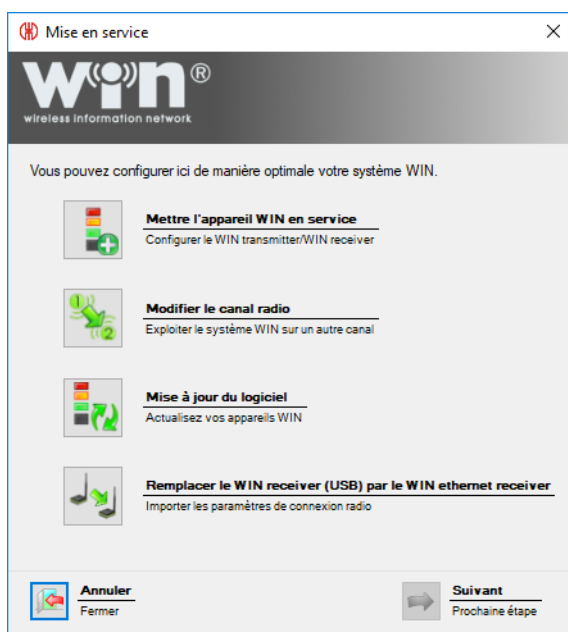 Mise en service
WIN®
wireless information network
Vous pouvez configurer ici de manière optimale votre système WIN.
Mettre l'appareil WIN en service
Configurer le WIN transmitter/WIN receiver
1
2
Modifier le canal radio
Exploiter le système WIN sur un autre canal
Mise à jour du logiciel
Actualisez vos appareils WIN
Remplacer le WIN receiver (USB) par le WIN ethernet receiver
Importer les paramètres de connexion radio
Annuler
Fermer
Suivant
Prochaine étape